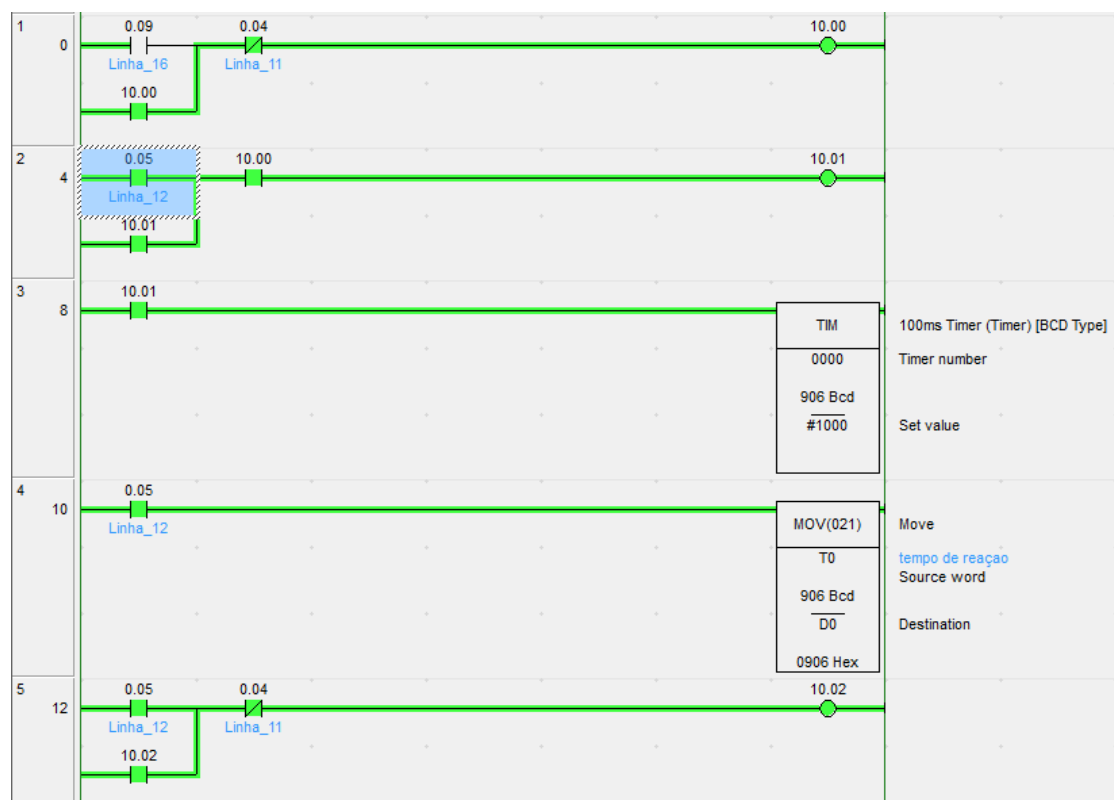 1 0.09 0.04 10.00
0
Linha_16 Linha_11
10.00
2 0.05 10.00 10.01
4
Linha_12
10.01
3 10.01
8
TIM 100ms Timer (Timer) [BCD Type]
0000 Timer number
906 Bcd
#1000 Set value
4 0.05
10
Linha_12
MOV(021) Move
T0 tempo de reaçao
Source word
906 Bcd
D0 Destination
0906 Hex
5 0.05 0.04 10.02
12
Linha_12 Linha_11
10.02